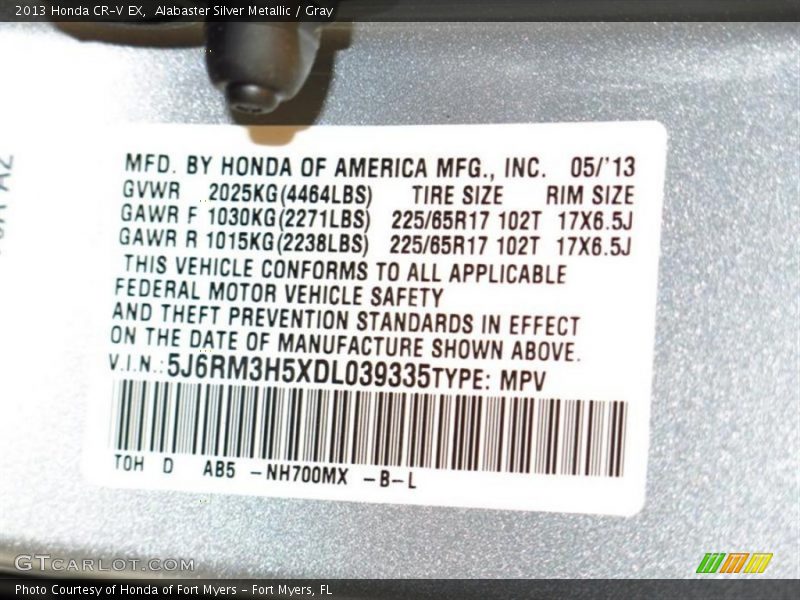 2013 Honda CR-V EX,  Alabaster Silver Metallic / Gray
MFD. BY HONDA OF AMERICA MFG., INC. 05/'13
GVWR 2025KG(4464LBS) TIRE SIZE RIM SIZE
GAWR F 1030KG(2271LBS) 225/65R17 102T 17X6.5J
GAWR R 1015KG(2238LBS) 225/65R17 102T 17X6.5J
THIS VEHICLE CONFORMS TO ALL APPLICABLE
FEDERAL MOTOR VEHICLE SAFETY
AND THEFT PREVENTION STANDARDS IN EFFECT
ON THE DATE OF MANUFACTURE SHOWN ABOVE.
V.I.N.:5J6RM3H5XDL039335TYPE: MPV
TOH D AB5 -NH700MX -B-L
GTCARLOT.COM
Photo Courtesy of Honda of Fort Myers - Fort Myers, FL